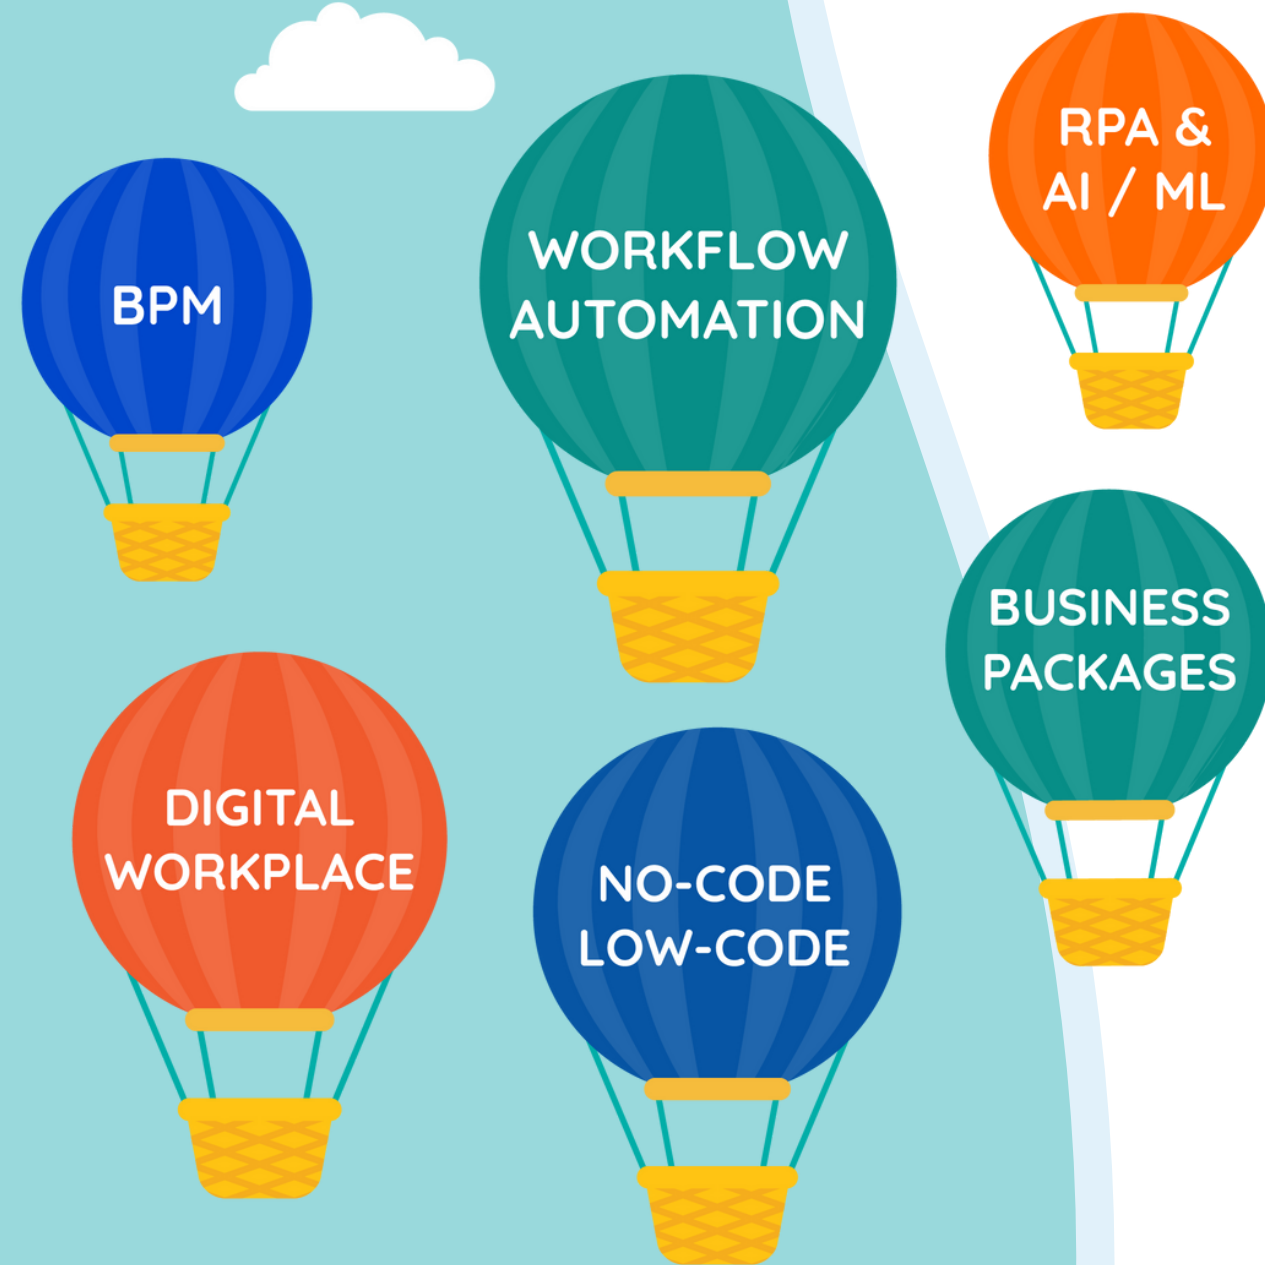 BPM
WORKFLOW
AUTOMATION
RPA &
AI / ML
DIGITAL
WORKPLACE
NO-CODE
LOW-CODE
BUSINESS
PACKAGES